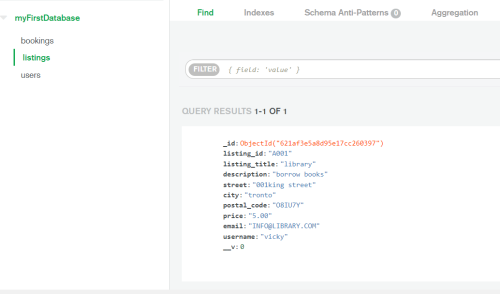 myFirstDatabase
bookings
listings
users
Find Indexes Schema Anti-Patterns 0 Aggregation
FILTER { field: 'value' }
QUERY RESULTS 1-1 OF 1
_id:ObjectId("621af3e5a8d95e17cc260397")
listing_id:"A001"
listing_title:"library"
description:"borrow books"
street:"001king street"
city:"tronto"
postal_code:"O8IU7Y"
price:"5.00"
email:"INFO@LIBRARY.COM"
username:"vicky"
__v:0